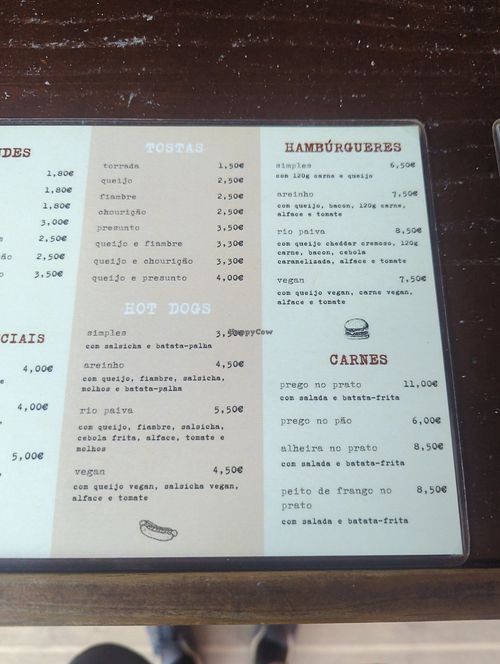 NDES
1,80€
1,80€
1,80€
3,00€
2,50€
ão 2,50€
3,50€
CIAIS
4,00€
4,00€
5,00€
TOSTAS
torrada 1,50€
queijo 2,50€
fiambre 2,50€
chourição 2,50€
presunto 3,50€
queijo e fiambre 3,30€
queijo e chourição 3,30€
queijo e presunto 4,00€
HOT DOGS
simples
com salsicha e batata-palha
areinho 4,50€
com queijo, fiambre, salsicha,
molhos e batata-palha
rio paiva 5,50€
com queijo, fiambre, salsicha,
cebola frita, alface, tomate e
molhos
vegan 4,50€
com queijo vegan, salsicha vegan,
alface e tomate
HAMBÚRGUERES
simples 6,50€
com 120g carne e queijo
areinho 7,50€
com queijo, bacon, 120g carne,
alface e tomate
rio paiva 8,50€
com queijo cheddar cremoso, 120g
carne, bacon, cebola
caramelizada, alface e tomate
vegan 7,50€
com queijo vegan, carne vegan,
alface e tomate
CARNES
prego no prato 11,00€
com salada e batata-frita
prego no pão 6,00€
alheira no prato 8,50€
com salada e batata-frita
peito de frango no 8,50€
prato
com salada e batata-frita
HappyCow